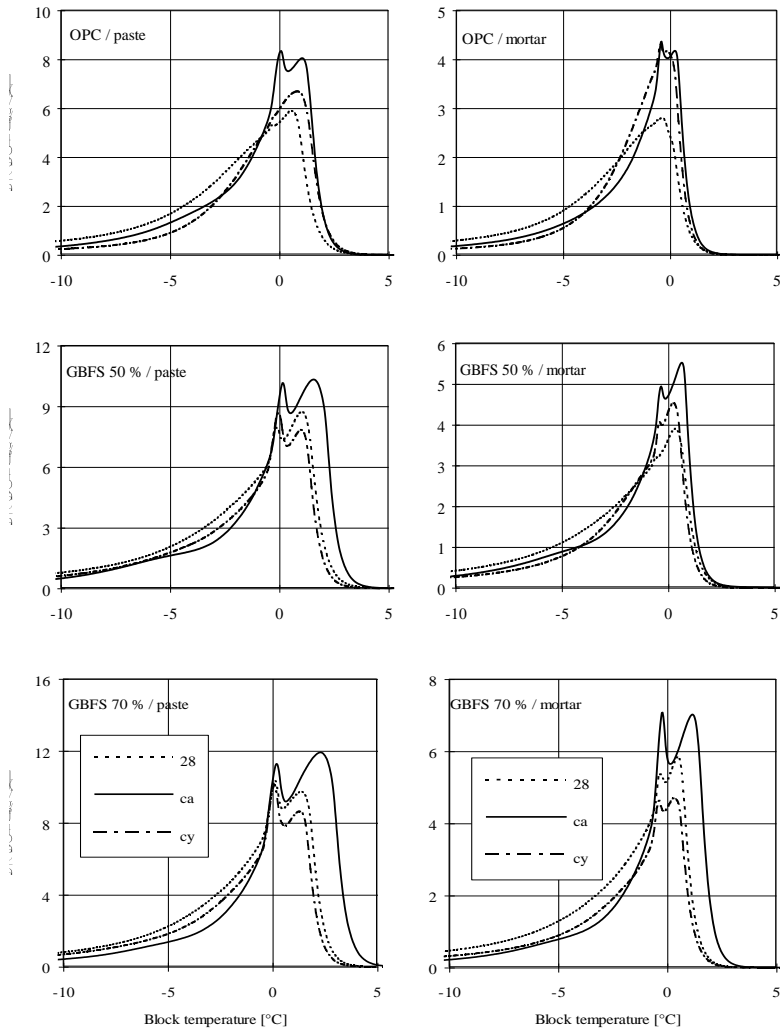 OPC / paste
10
8
6
4
2
0
-10 -5 0 5
OPC / mortar
5
4
3
2
1
0
-10 -5 0 5
GBFS 50 % / paste
12
9
6
3
0
-10 -5 0 5
GBFS 50 % / mortar
6
5
4
3
2
1
0
-10 -5 0 5
GBFS 70 % / paste
16
12
8
4
0
28
ca
cy
-10 -5 0 5
Block temperature [°C]
GBFS 70 % / mortar
8
6
4
2
0
28
ca
cy
-10 -5 0 5
Block temperature [°C]